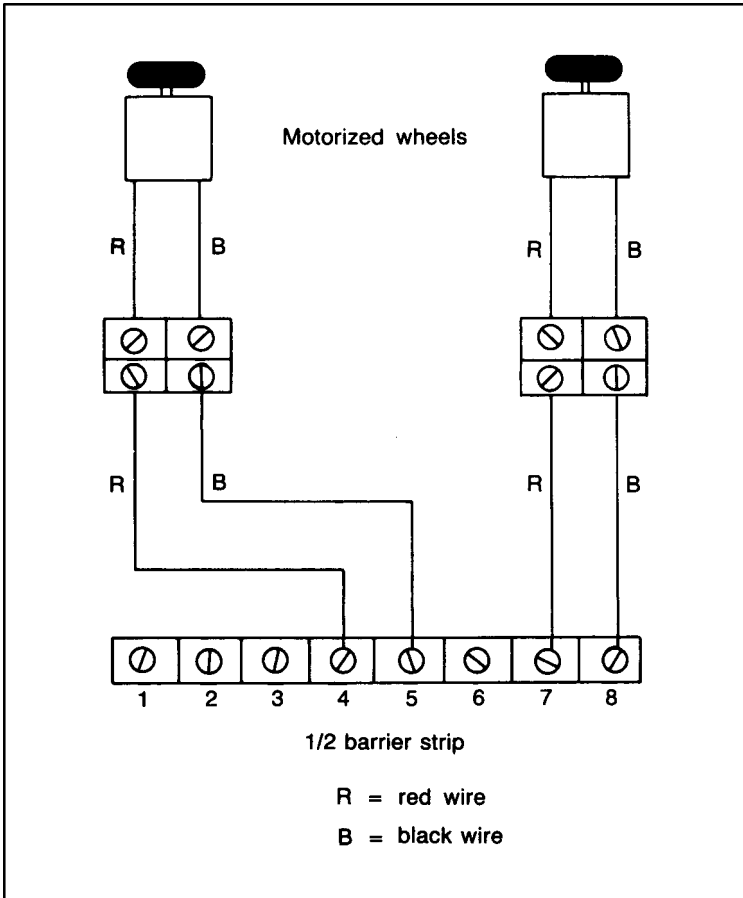 Motorized wheels
R B R B
R B R B
1 2 3 4 5 6 7 8
1/2 barrier strip
R = red wire
B = black wire